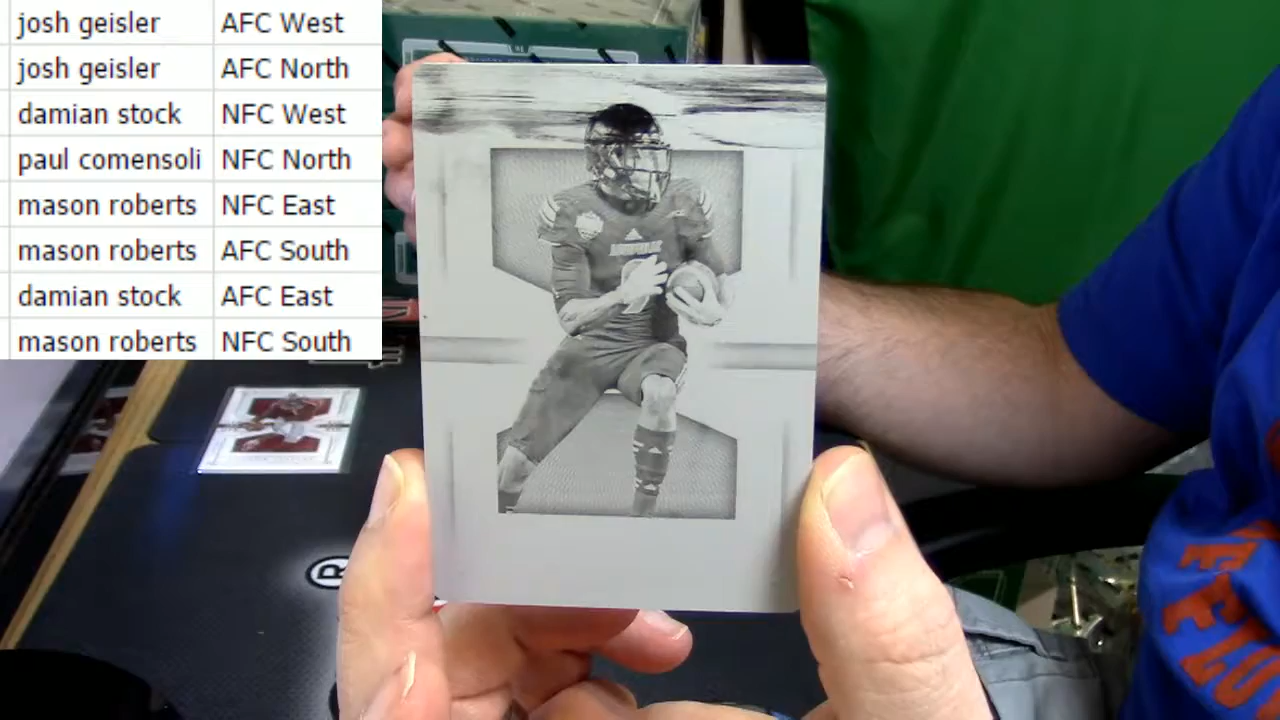 josh geisler AFC West
josh geisler AFC North
damian stock NFC West
paul comensoli NFC North
mason roberts NFC East
mason roberts AFC South
damian stock AFC East
mason roberts NFC South
7
®